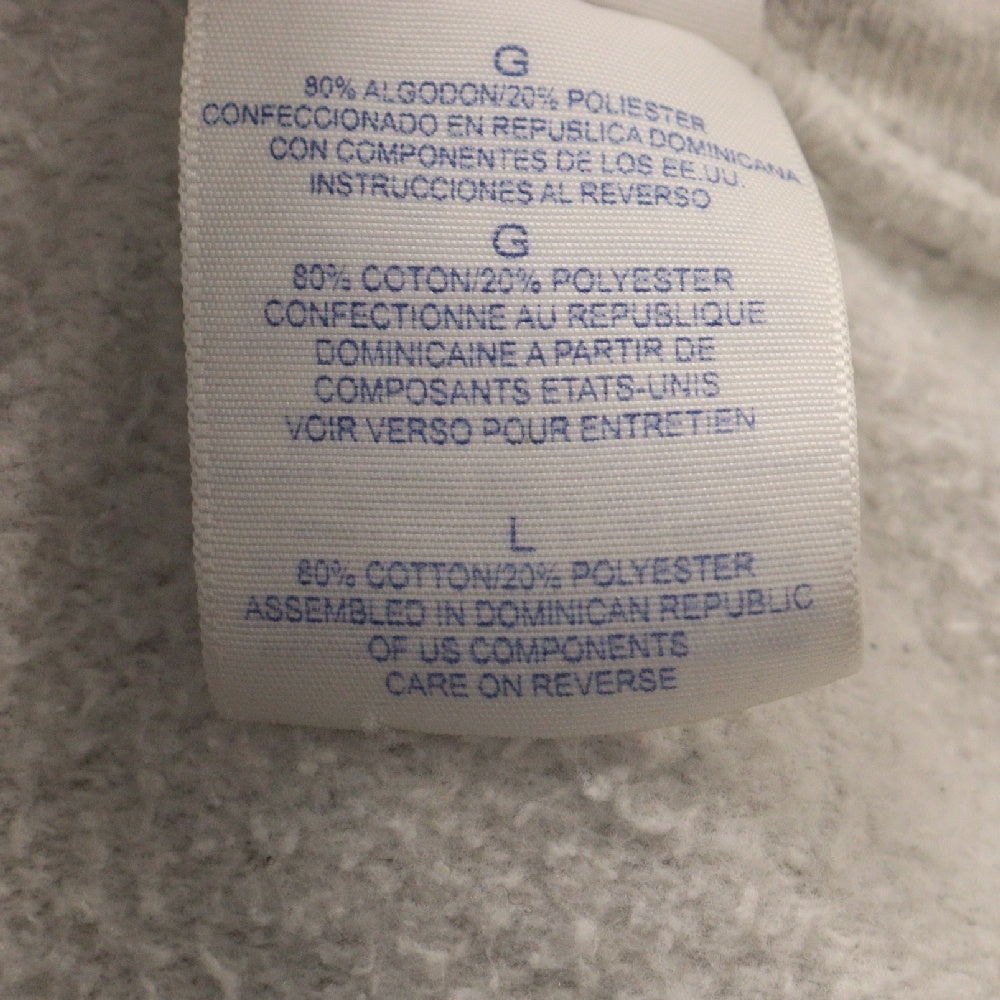 G
80% ALGODON/20% POLIESTER
CONFECCIONADO EN REPUBLICA DOMINICANA
CON COMPONENTES DE LOS EE.UU.
INSTRUCCIONES AL REVERSO
G
80% COTON/20% POLYESTER
CONFECTIONNE AU REPUBLIQUE
DOMINICAINE A PARTIR DE
COMPOSANTS ETATS-UNIS
VOIR VERSO POUR ENTRETIEN
L
80% COTTON/20% POLYESTER
ASSEMBLED IN DOMINICAN REPUBLIC
OF US COMPONENTS
CARE ON REVERSE